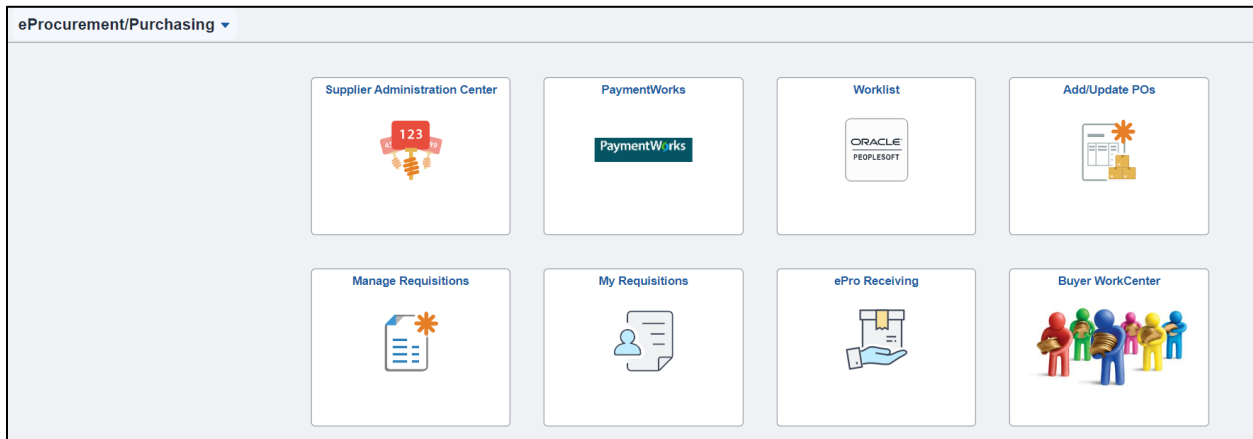 eProcurement/Purchasing
Supplier Administration Center
PaymentWorks
Worklist
Add/Update POs
123
PaymentWorks
ORACLE
PEOPLESOFT
Manage Requisitions
My Requisitions
ePro Receiving
Buyer WorkCenter